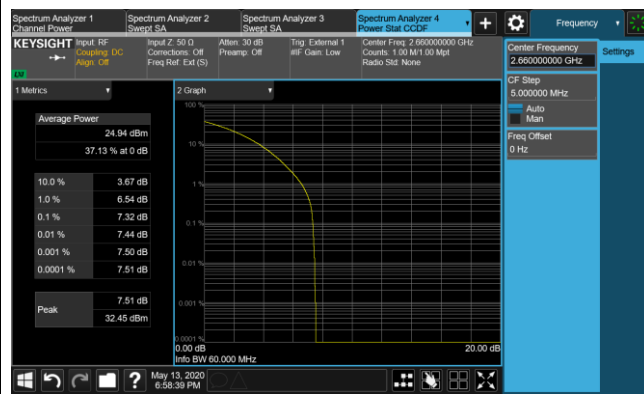 Spectrum Analyzer 1
Channel Power
Spectrum Analyzer 2
Swept SA
Spectrum Analyzer 3
Swept SA
Spectrum Analyzer 4
Power Stat CCDF
Frequency
KEYSIGHT
Input: RF
Coupling: DC
Align: Off
Input Z: 50 Ω
Corrections: Off
Freq Ref: Ext (S)
Atten: 30 dB
Preamp: Off
Trig: External 1
#IF Gain: Low
Center Freq: 2.660000000 GHz
Counts: 1.00 M/1.00 Mpt
Radio Std: None
Center Frequency
2.660000000 GHz
Settings
CF Step
5.000000 MHz
Auto
Man
Freq Offset
0 Hz
1 Metrics
Average Power
24.94 dBm
37.13 % at 0 dB
10.0 % 3.67 dB
1.0 % 6.54 dB
0.1 % 7.32 dB
0.01 % 7.44 dB
0.001 % 7.50 dB
0.0001 % 7.51 dB
Peak
7.51 dB
32.45 dBm
2 Graph
100 %
10 %
1 %
0.1 %
0.01 %
0.001 %
0.0001 %
0.00 dB
20.00 dB
Info BW 60.000 MHz
?
May 13, 2020
6:58:39 PM